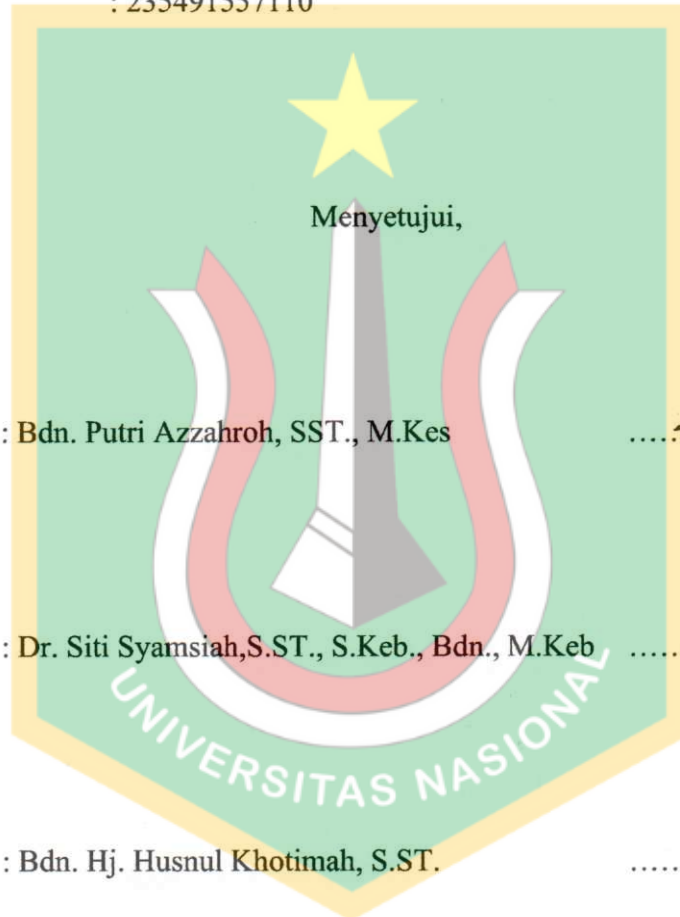 : 235491557110
Menyetujui,
: Bdn. Putri Azzahroh, SST., M.Kes .....
: Dr. Siti Syamsiah,S.ST., S.Keb., Bdn., M.Keb .....
UNIVERSITAS NASIONAL
: Bdn. Hj. Husnul Khotimah, S.ST. .....